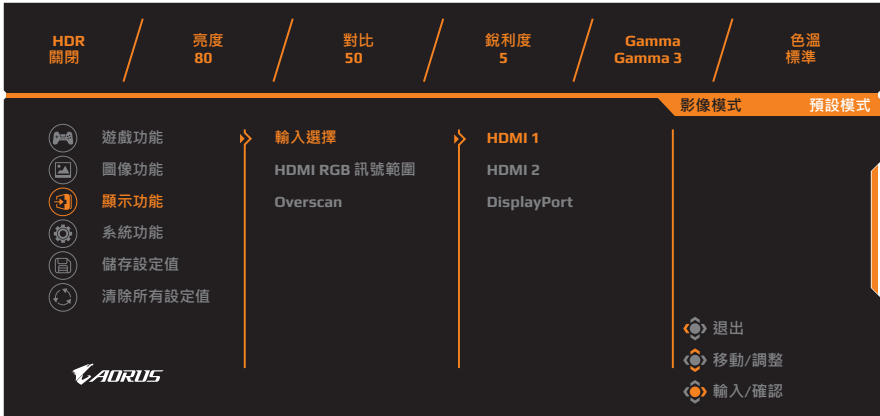 HDR
關閉
亮度
80
對比
50
銳利度
5
Gamma
Gamma 3
色溫
標準
影像模式 預設模式
遊戲功能
圖像功能
顯示功能
系統功能
儲存設定值
清除所有設定值
輸入選擇
HDMI RGB 訊號範圍
Overscan
HDMI 1
HDMI 2
DisplayPort
退出
移動/調整
輸入/確認
AORUS